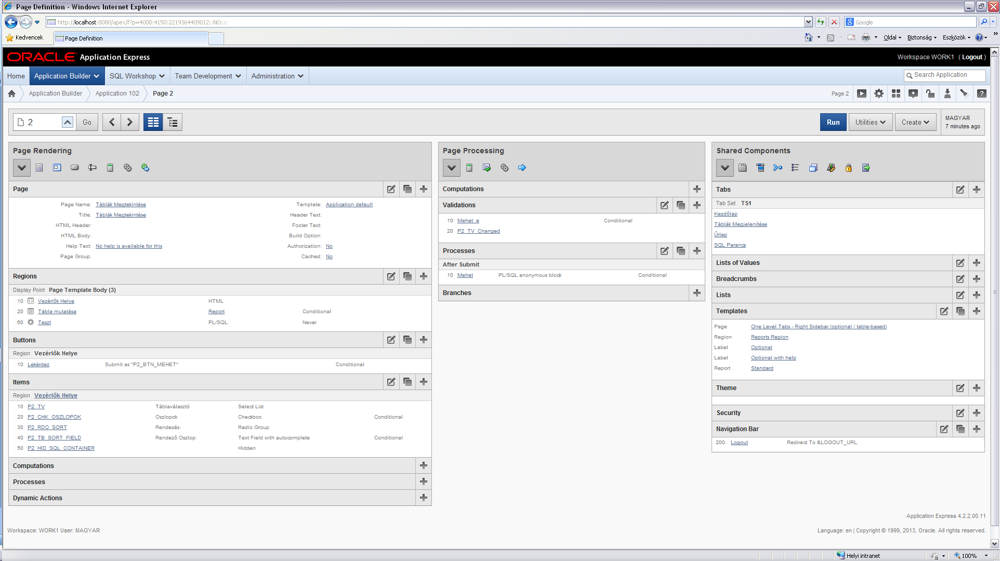 Page Definition - Windows Internet Explorer
http://localhost:8080/apex/f?p=4000:4150:2219364409012::NO:::
Google
Kedvencek
Page Definition
Oldal
Biztonság
Eszközök
ORACLE Application Express
Workspace WORK1 ( Logout )
Home
Application Builder
SQL Workshop
Team Development
Administration
Search Application
Application Builder
Application 102
Page 2
Page 2
2
Go
Run
Utilities
Create
MAGYAR
7 minutes ago
Page Rendering
Page
Page Name: Táblák Megtekintése
Title: Táblák Megtekintése
HTML Header:
HTML Body:
Help Text: No help is available for this
Page Group:
Template: Application default
Header Text:
Footer Text:
Build Option:
Authorization: No
Cached: No
Regions
Display Point Page Template Body (3)
10 Vezérlők Helye HTML
20 Tábla mutatása Report Conditional
60 Teszt PL/SQL Never
Buttons
Region Vezérlők Helye
10 Lekérdez Submit as "P2_BTN_MEHET" Conditional
Items
Region Vezérlők Helye
10 P2_TV Táblaválasztó Select List
20 P2_CHK_OSZLOPOK Oszlopok Checkbox Conditional
30 P2_RDO_SORT Rendezés: Radio Group
40 P2_TB_SORT_FIELD Rendező Oszlop: Text Field with autocomplete Conditional
50 P2_HID_SQL_CONTAINER Hidden
Computations
Processes
Dynamic Actions
Page Processing
Computations
Validations
10 Mehet_e Conditional
20 P2_TV_Changed
Processes
After Submit
10 Mehet PL/SQL anonymous block Conditional
Branches
Shared Components
Tabs
Tab Set TS1
Kezdőlap
Táblák Megjelenítése
Űrlap
SQL Parancs
Lists of Values
Breadcrumbs
Lists
Templates
Page One Level Tabs - Right Sidebar (optional / table-based)
Region Reports Region
Label Optional
Label Optional with help
Report Standard
Theme
Security
Navigation Bar
200. Logout Redirect To &LOGOUT_URL.
Application Express 4.2.2.00.11
Workspace: WORK1 User: MAGYAR
Language: en | Copyright © 1999, 2013, Oracle. All rights reserved.
Helyi intranet
100%